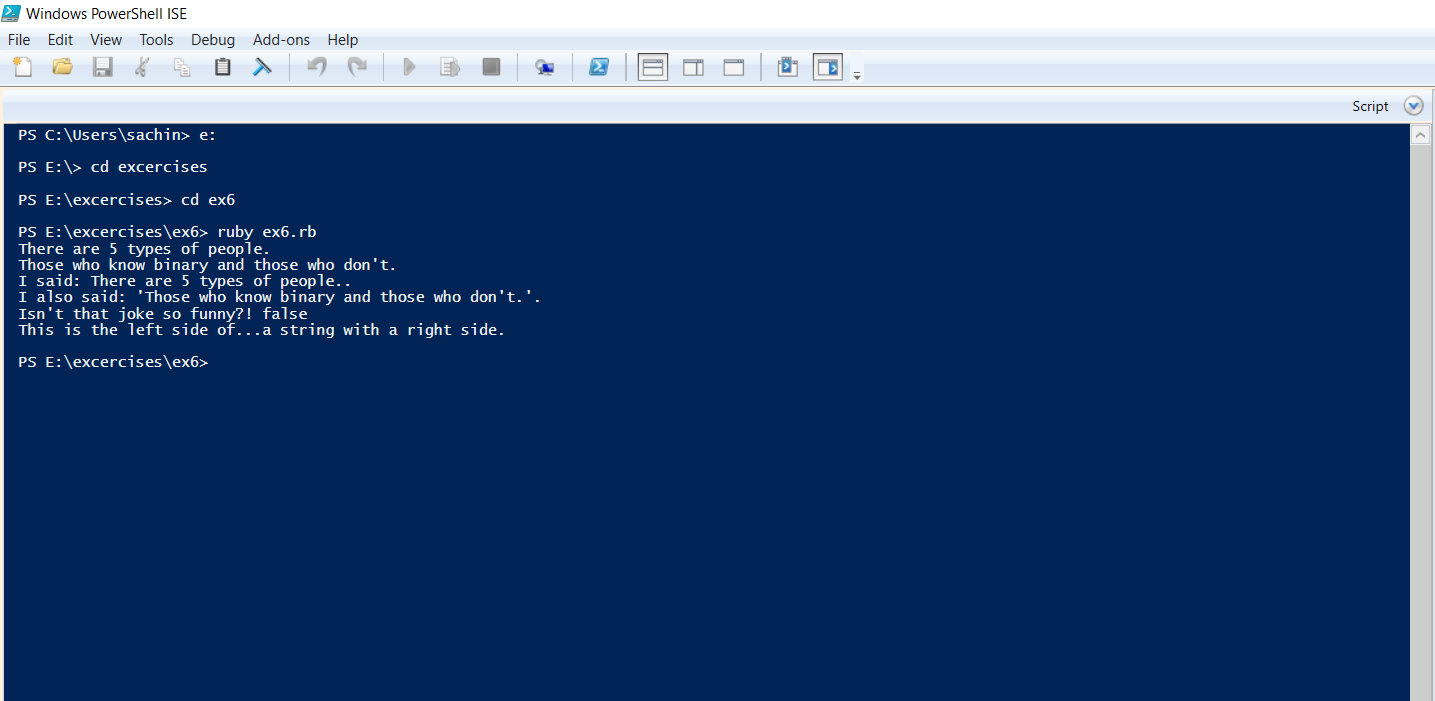 Windows PowerShell ISE
File Edit View Tools Debug Add-ons Help
Script
PS C:\Users\sachin> e:
PS E:\> cd excercises
PS E:\excercises> cd ex6
PS E:\excercises\ex6> ruby ex6.rb
There are 5 types of people.
Those who know binary and those who don't.
I said: There are 5 types of people..
I also said: 'Those who know binary and those who don't.'.
Isn't that joke so funny?! false
This is the left side of...a string with a right side.
PS E:\excercises\ex6>